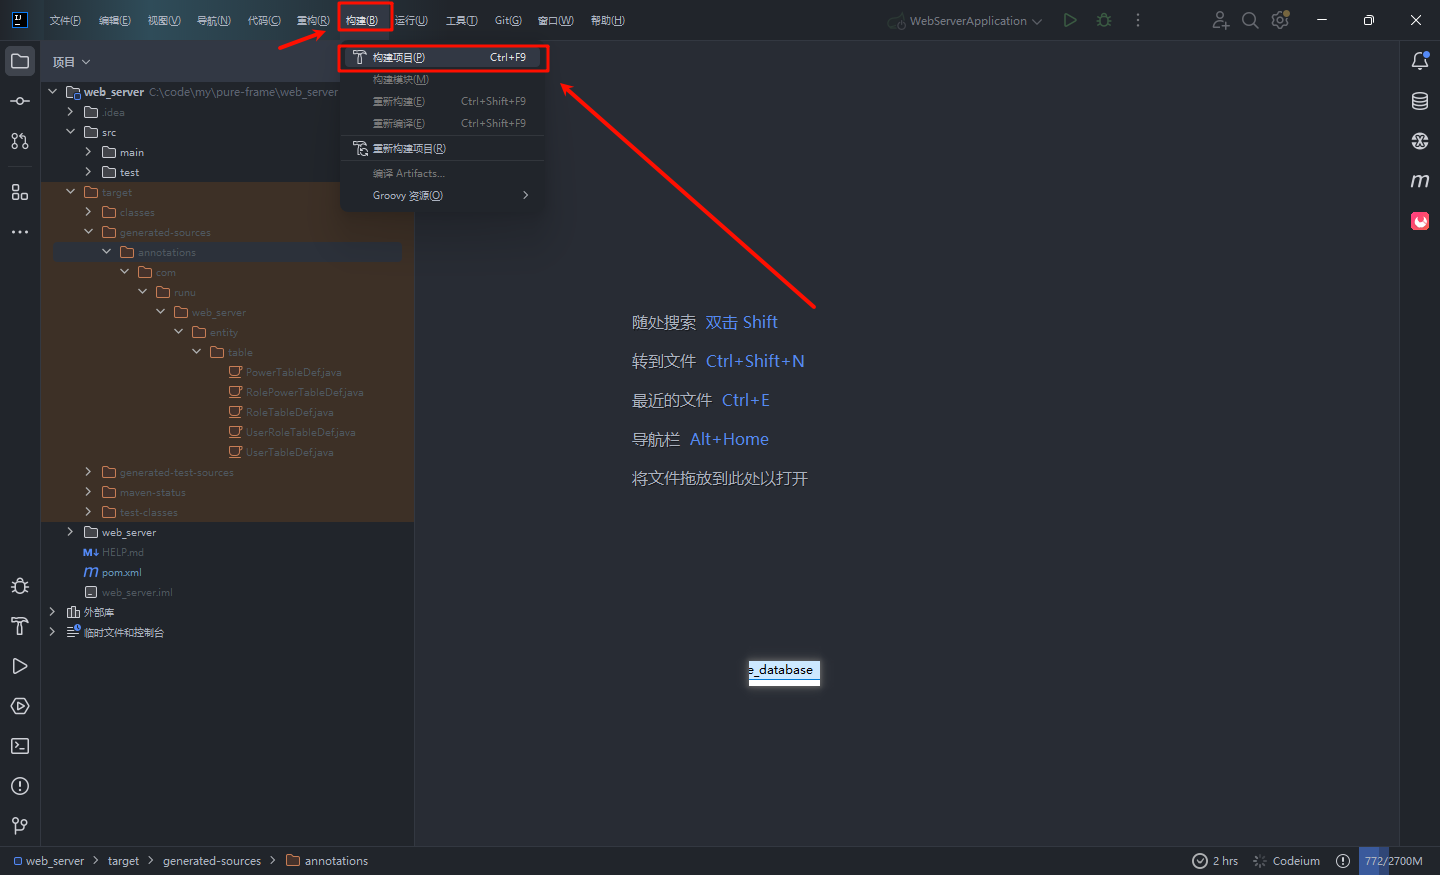 文件(F) 编辑(E) 视图(V) 导航(N) 代码(C) 重构(R) 构建(B) 运行(U) 工具(T) Git(G) 窗口(W) 帮助(H) WebServerApplication
项目
构建项目(P) Ctrl+F9
构建模块(M)
重新构建(E) Ctrl+Shift+F9
重新编译(E) Ctrl+Shift+F9
重新构建项目(R)
编译 Artifacts...
Groovy 资源(O)
web_server C:\code\my\pure-frame\web_server
.idea
src
main
test
target
classes
generated-sources
annotations
com
runu
web_server
entity
table
PowerTableDef.java
RolePowerTableDef.java
RoleTableDef.java
UserRoleTableDef.java
UserTableDef.java
generated-test-sources
maven-status
test-classes
web_server
M↓ HELP.md
m pom.xml
web_server.iml
外部库
临时文件和控制台
随处搜索 双击 Shift
转到文件 Ctrl+Shift+N
最近的文件 Ctrl+E
导航栏 Alt+Home
将文件拖放到此处以打开
e_database
m
web_server > target > generated-sources > annotations
2 hrs Codeium 772/2700M